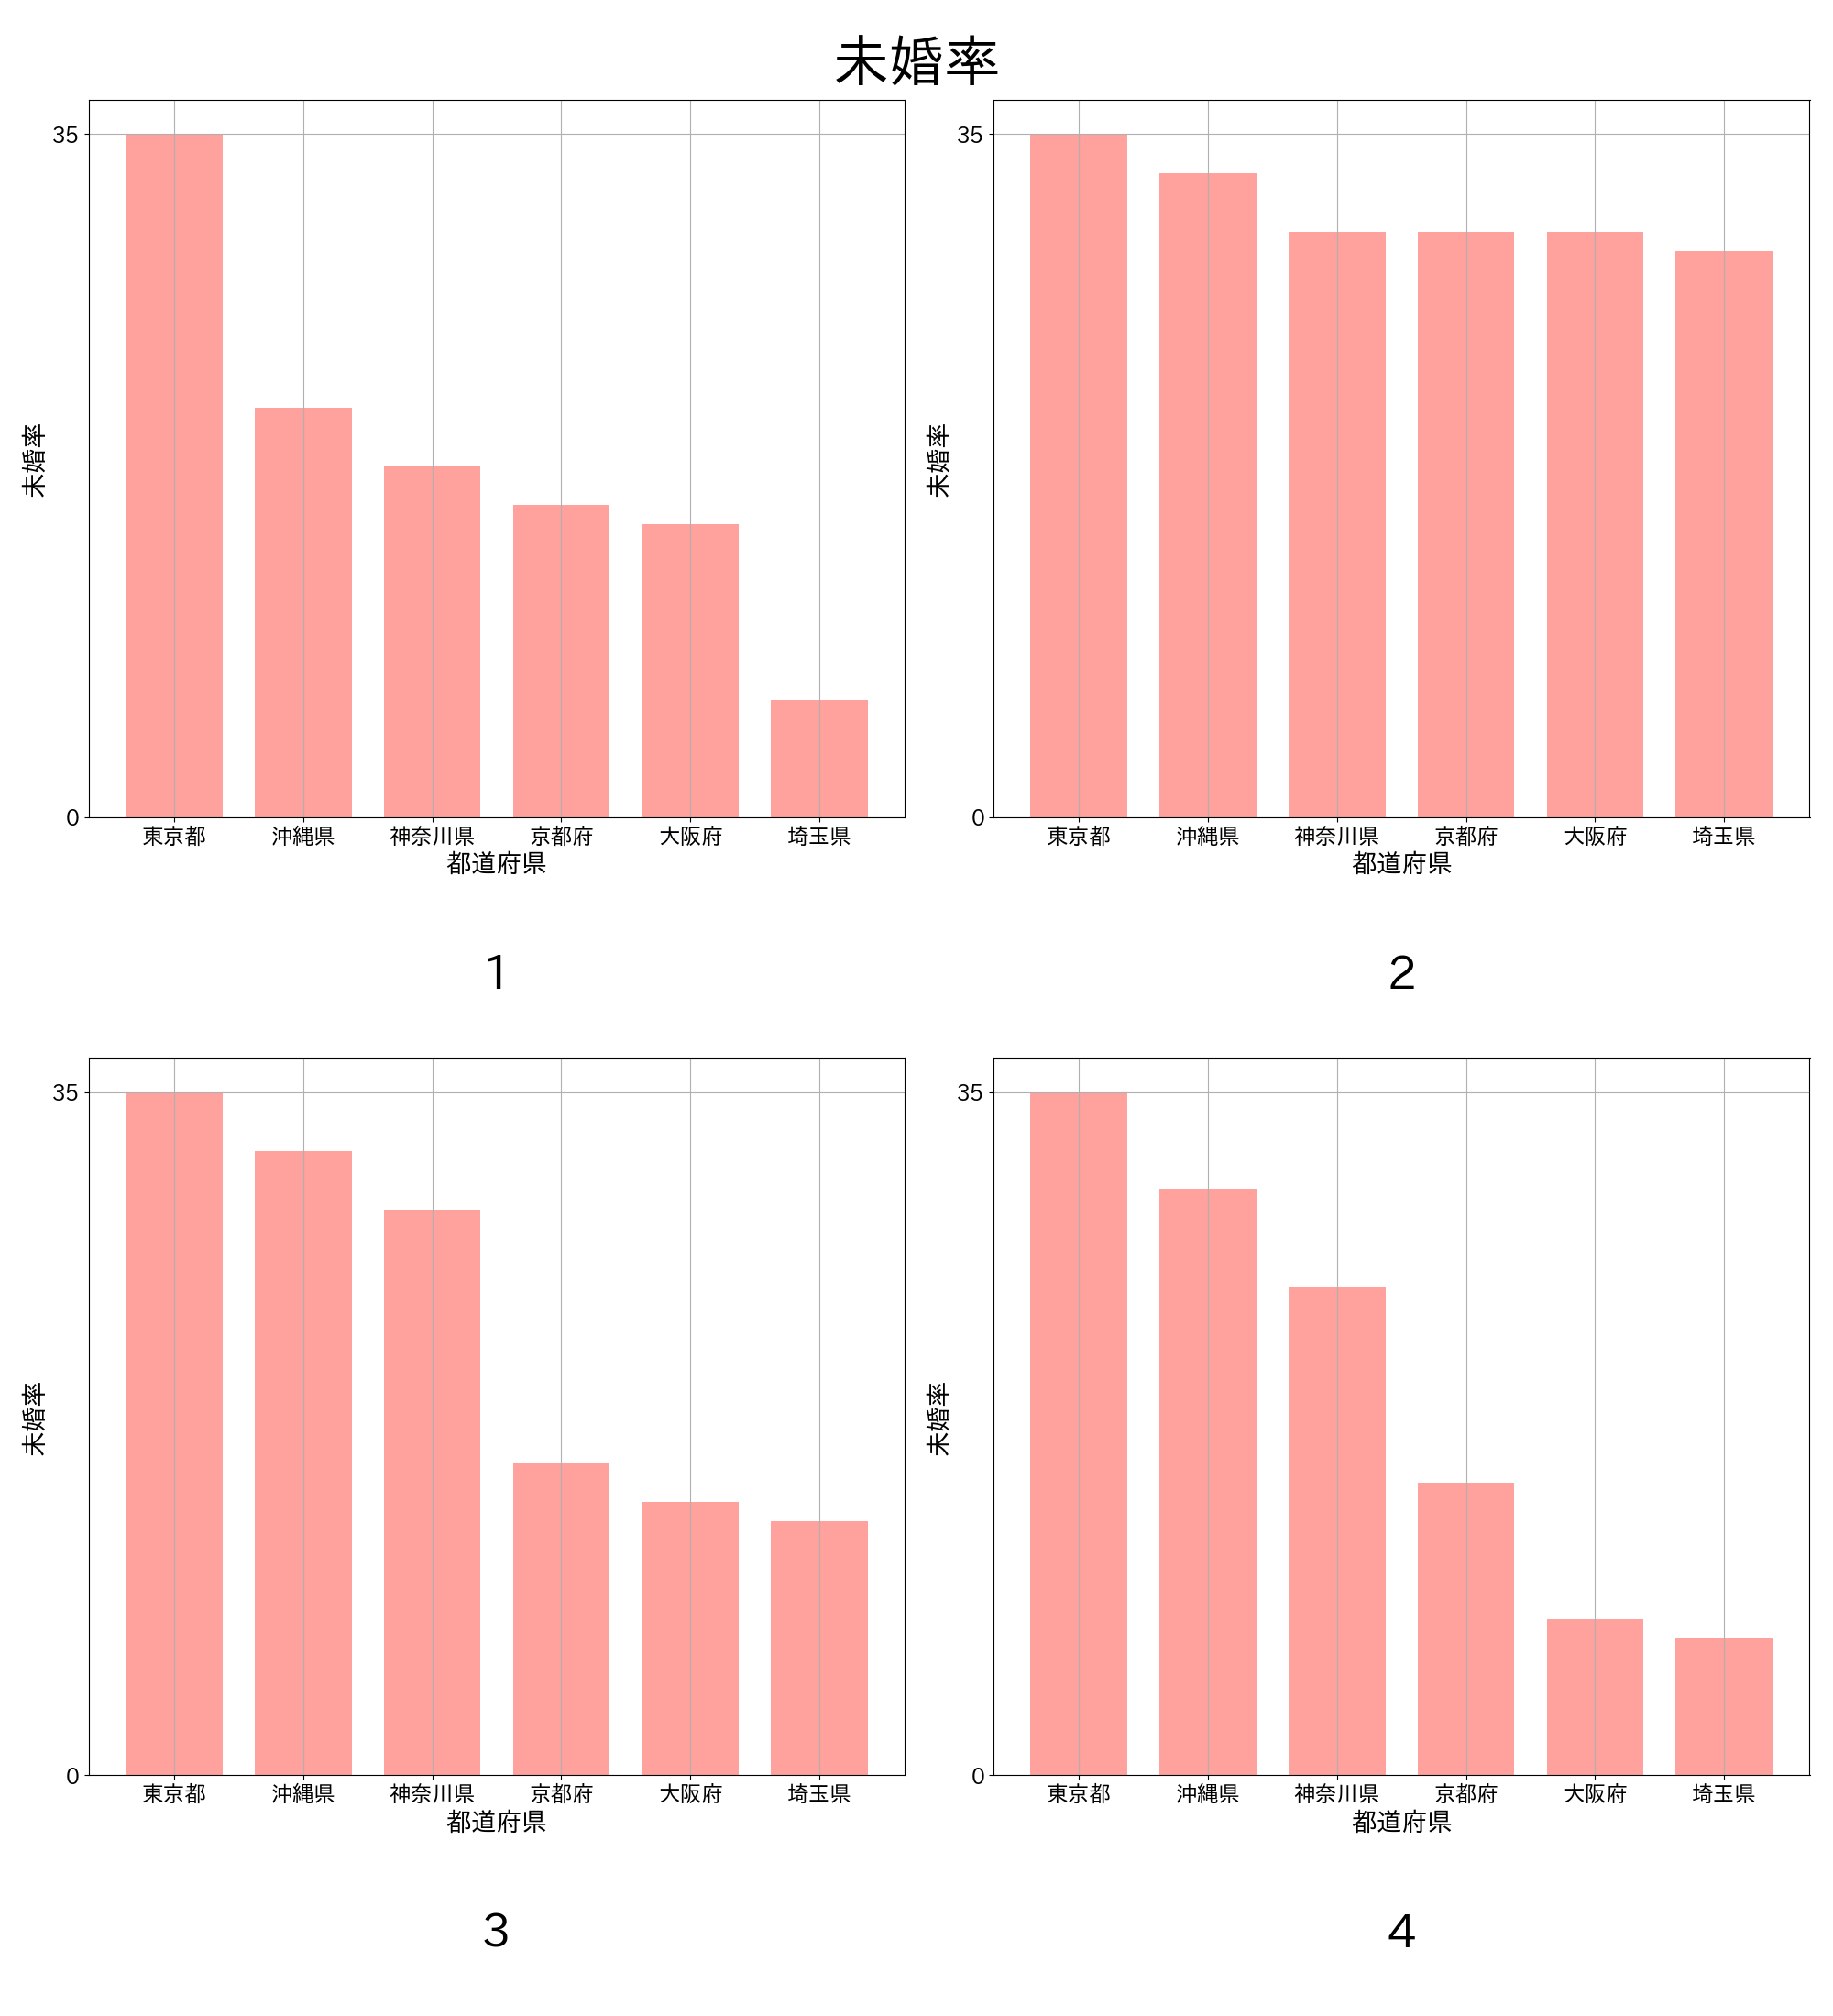 未婚率
35
0
未婚率
東京都 沖縄県 神奈川県 京都府 大阪府 埼玉県
都道府県
1
35
0
未婚率
東京都 沖縄県 神奈川県 京都府 大阪府 埼玉県
都道府県
2
35
0
未婚率
東京都 沖縄県 神奈川県 京都府 大阪府 埼玉県
都道府県
3
35
0
未婚率
東京都 沖縄県 神奈川県 京都府 大阪府 埼玉県
都道府県
4